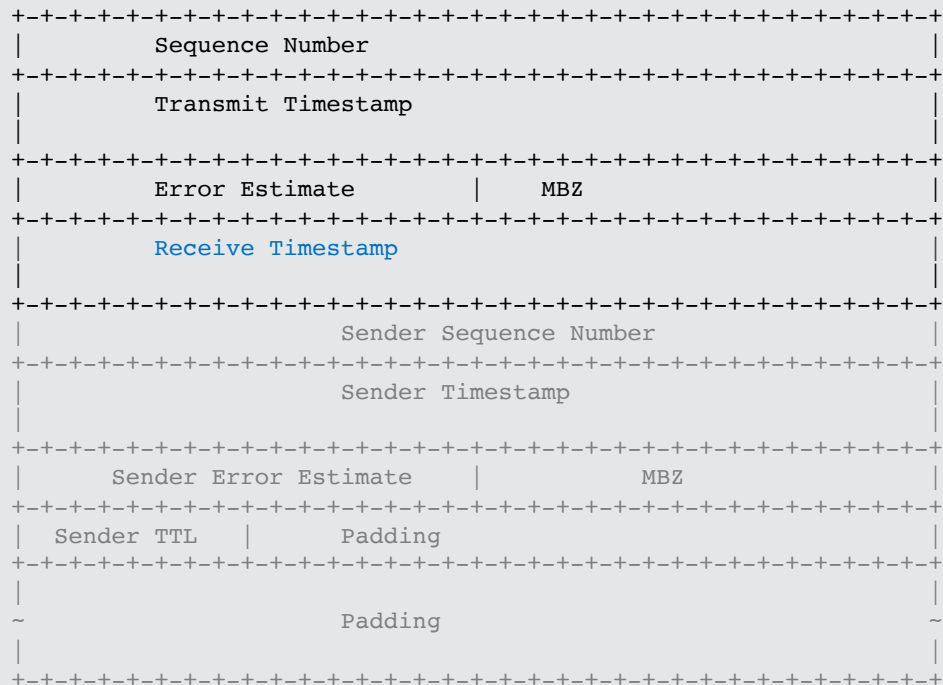 +-+-+-+-+-+-+-+-+-+-+-+-+-+-+-+-+-+-+-+-+-+-+-+-+-+-+-+-+-+-+-+-+
|         Sequence Number                                       |
+-+-+-+-+-+-+-+-+-+-+-+-+-+-+-+-+-+-+-+-+-+-+-+-+-+-+-+-+-+-+-+-+
|         Transmit Timestamp                                    |
|                                                               |
+-+-+-+-+-+-+-+-+-+-+-+-+-+-+-+-+-+-+-+-+-+-+-+-+-+-+-+-+-+-+-+-+
|         Error Estimate        |    MBZ                        |
+-+-+-+-+-+-+-+-+-+-+-+-+-+-+-+-+-+-+-+-+-+-+-+-+-+-+-+-+-+-+-+-+
|         Receive Timestamp                                     |
|                                                               |
+-+-+-+-+-+-+-+-+-+-+-+-+-+-+-+-+-+-+-+-+-+-+-+-+-+-+-+-+-+-+-+-+
|                      Sender Sequence Number                   |
+-+-+-+-+-+-+-+-+-+-+-+-+-+-+-+-+-+-+-+-+-+-+-+-+-+-+-+-+-+-+-+-+
|                      Sender Timestamp                         |
|                                                               |
+-+-+-+-+-+-+-+-+-+-+-+-+-+-+-+-+-+-+-+-+-+-+-+-+-+-+-+-+-+-+-+-+
|      Sender Error Estimate    |           MBZ                 |
+-+-+-+-+-+-+-+-+-+-+-+-+-+-+-+-+-+-+-+-+-+-+-+-+-+-+-+-+-+-+-+-+
|  Sender TTL   |      Padding                                  |
+-+-+-+-+-+-+-+-+-+-+-+-+-+-+-+-+-+-+-+-+-+-+-+-+-+-+-+-+-+-+-+-+
|                                                               |
~                      Padding                                  ~
|                                                               |
+-+-+-+-+-+-+-+-+-+-+-+-+-+-+-+-+-+-+-+-+-+-+-+-+-+-+-+-+-+-+-+-+